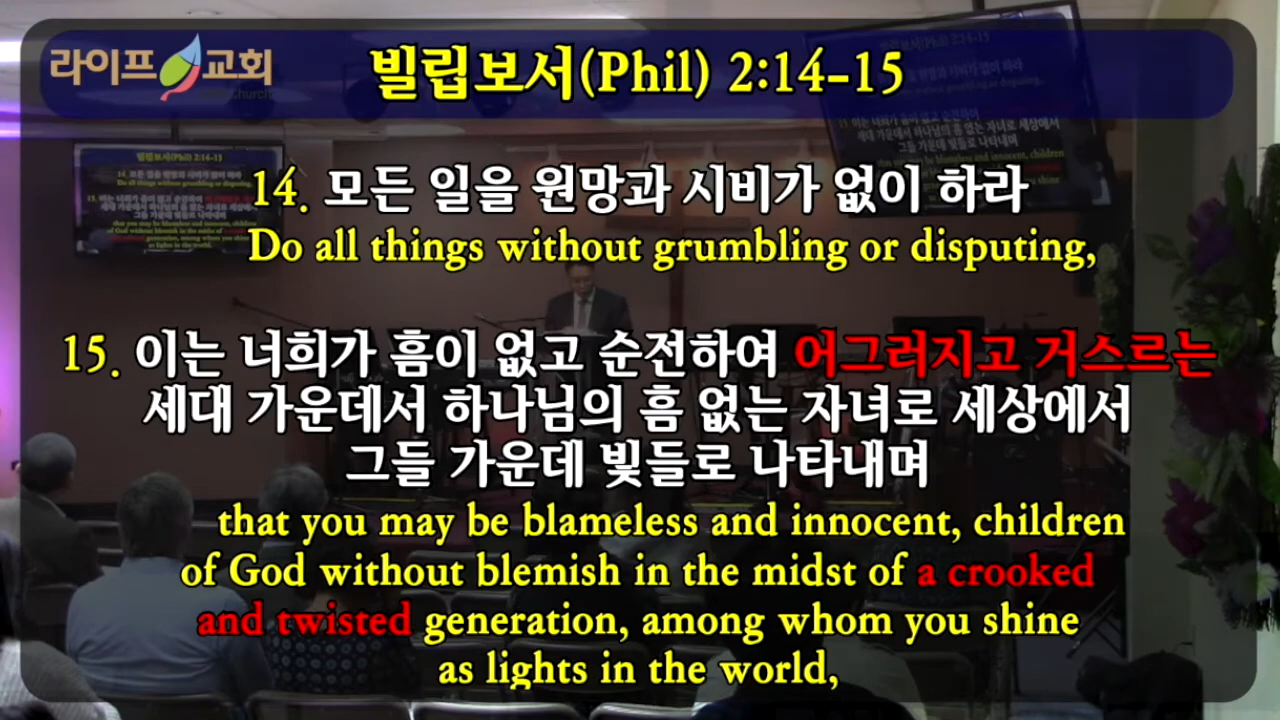 라이프 교회
빌립보서(Phil) 2:14-15
14. 모든 일을 원망과 시비가 없이 하라
Do all things without grumbling or disputing,
15. 이는 너희가 흠이 없고 순전하여 어그러지고 거스르는
세대 가운데서 하나님의 흠 없는 자녀로 세상에서
그들 가운데 빛들로 나타내며
that you may be blameless and innocent, children
of God without blemish in the midst of a crooked
and twisted generation, among whom you shine
as lights in the world,